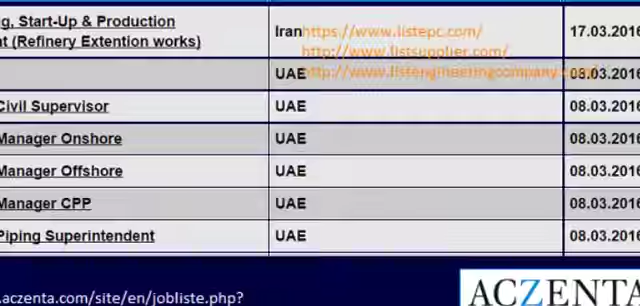 g, Start-Up & Production
t (Refinery Extention works)
Iran
17.03.2016
https://www.listepc.com/
http://www.listsupplier.com/
http://www.listengineeringcompany.com/
UAE 08.03.2016
Civil Supervisor UAE 08.03.2016
Manager Onshore UAE 08.03.2016
Manager Offshore UAE 08.03.2016
Manager CPP UAE 08.03.2016
Piping Superintendent UAE 08.03.2016
.aczenta.com/site/en/jobliste.php?
ACZENTA